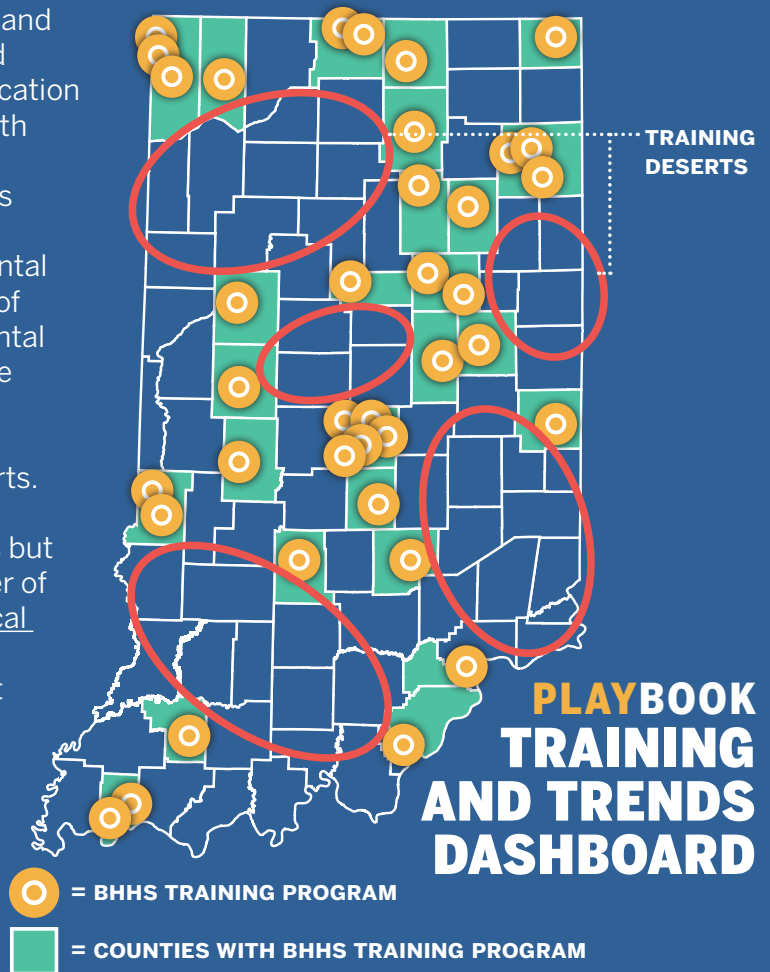 and
d
cation
th
s
ntal
of
ntal
e
rts.
s but
er of
cal
t
TRAINING
DESERTS
PLAYBOOK
TRAINING
AND TRENDS
DASHBOARD
= BHHS TRAINING PROGRAM
= COUNTIES WITH BHHS TRAINING PROGRAM